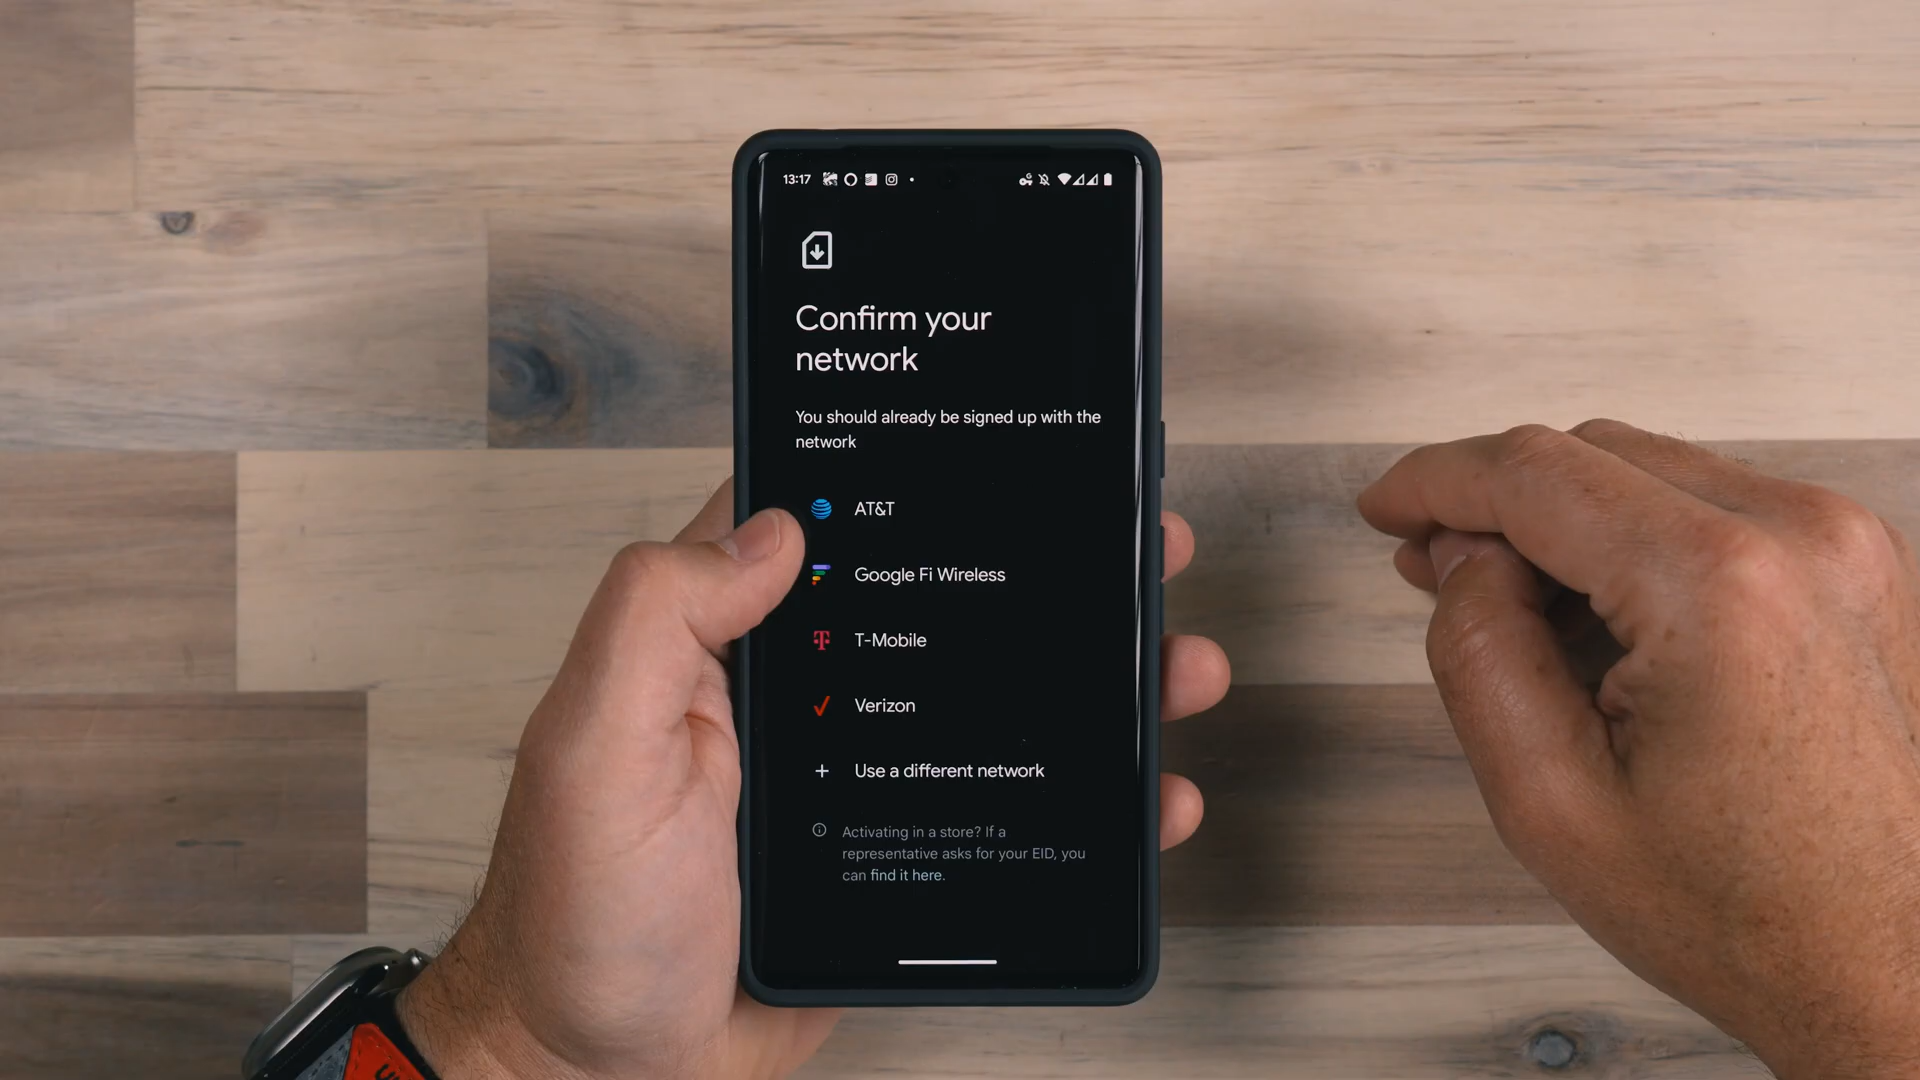 13:17
Confirm your
network
You should already be signed up with the
network
AT&T
Google Fi Wireless
T-Mobile
Verizon
Use a different network
Activating in a store? If a
representative asks for your EID, you
can find it here.